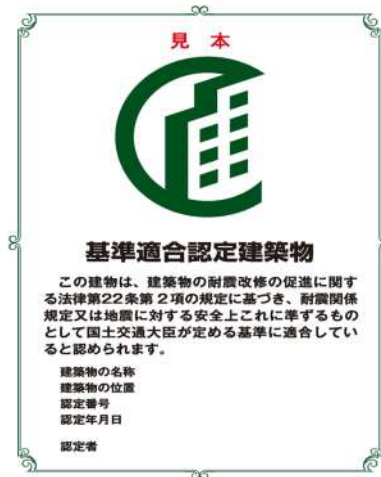 見 本
基準適合認定建築物
この建物は、建築物の耐震改修の促進に関す
る法律第22条第２項の規定に基づき、耐震関係
規定又は地震に対する安全上これに準ずるもの
として国土交通大臣が定める基準に適合してい
ると認められます。
建築物の名称
建築物の位置
認定番号
認定年月日
認定者